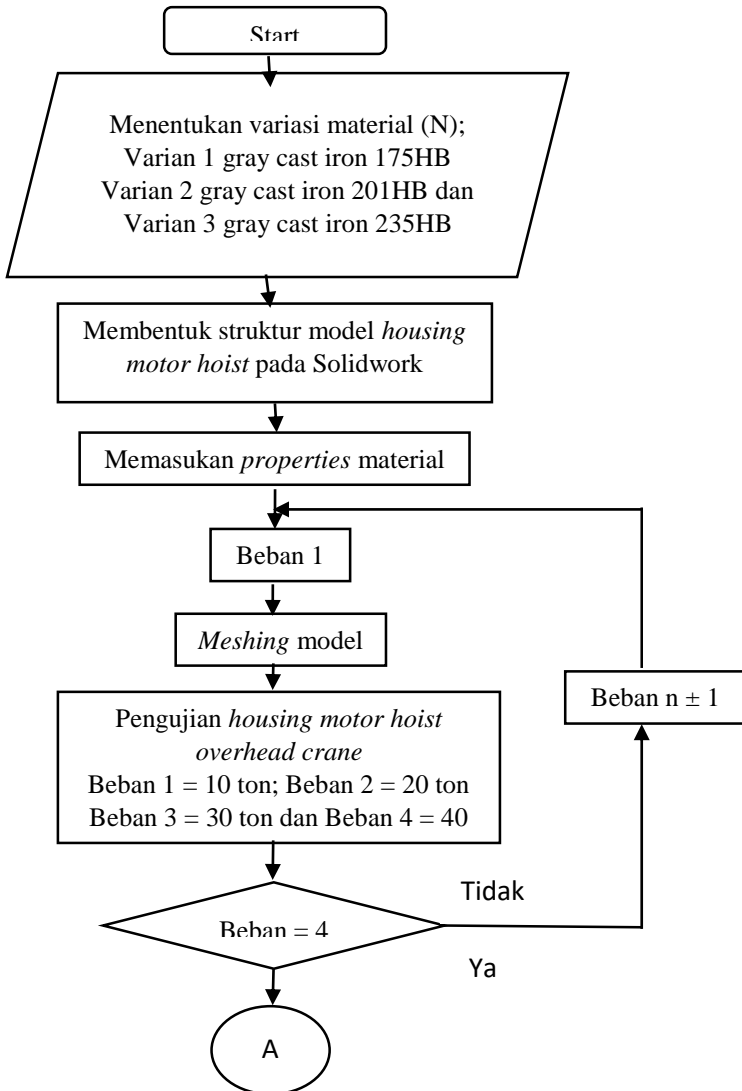 Start
Menentukan variasi material (N);
Varian 1 gray cast iron 175HB
Varian 2 gray cast iron 201HB dan
Varian 3 gray cast iron 235HB
Membentuk struktur model housing
motor hoist pada Solidwork
Memasukan properties material
Beban 1
Meshing model
Beban n ± 1
Pengujian housing motor hoist
overhead crane
Beban 1 = 10 ton; Beban 2 = 20 ton
Beban 3 = 30 ton dan Beban 4 = 40
Tidak
Beban = 4
Ya
A